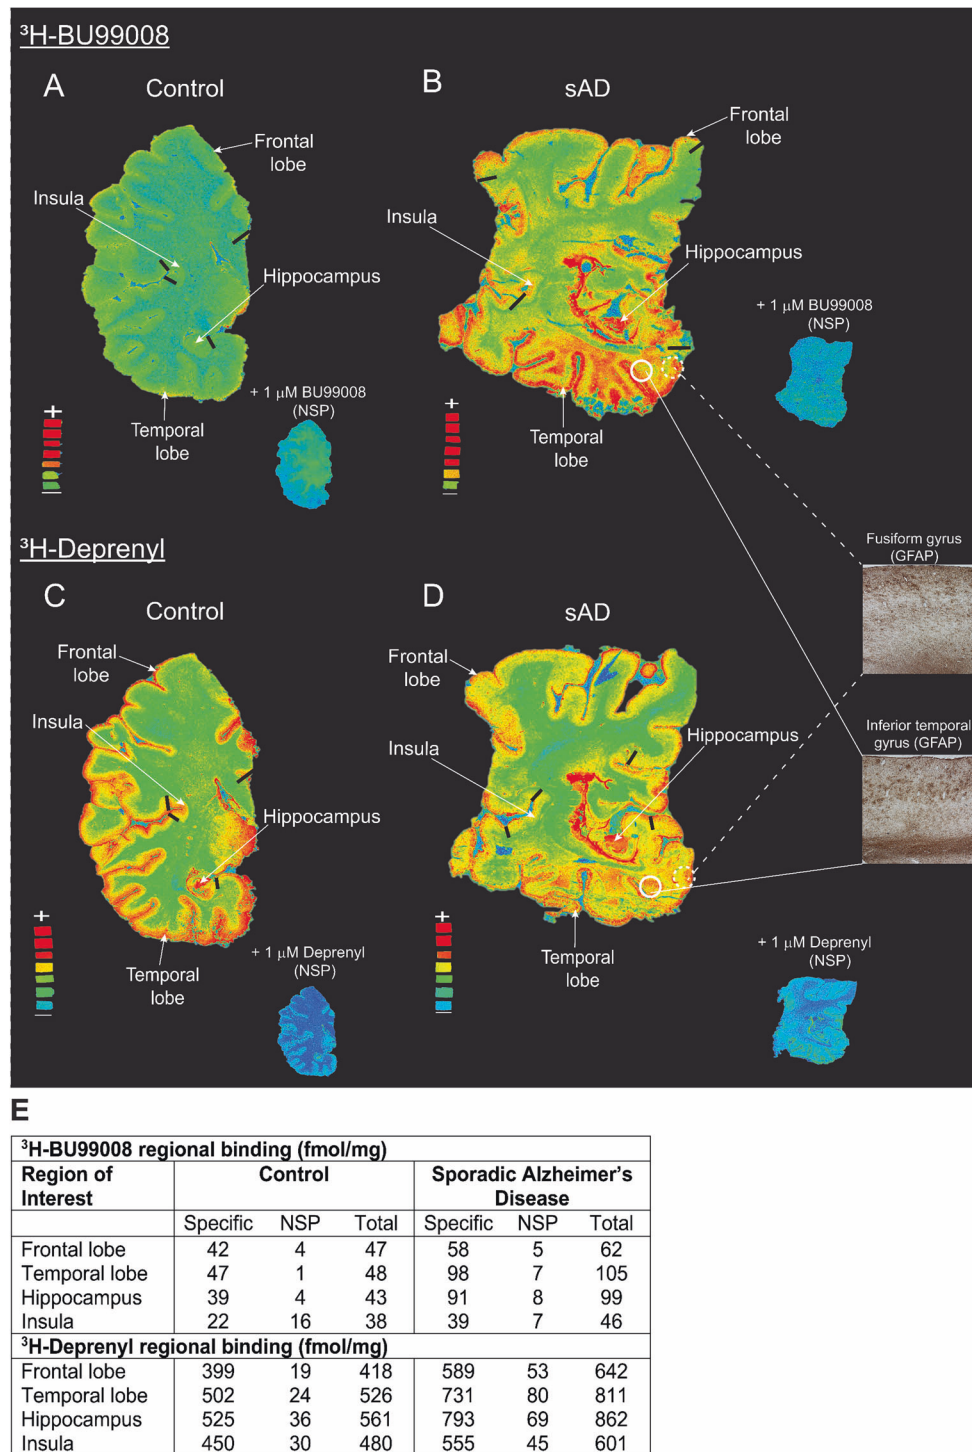 ³H-BU99008
A
Control
Frontal
lobe
Insula
Hippocampus
Temporal
lobe
+ 1 µM BU99008
(NSP)
+
–
B
sAD
Frontal
lobe
Insula
Hippocampus
Temporal
lobe
+ 1 µM BU99008
(NSP)
+
–
³H-Deprenyl
C
Control
Frontal
lobe
Insula
Hippocampus
Temporal
lobe
+ 1 µM Deprenyl
(NSP)
+
–
D
sAD
Frontal
lobe
Insula
Hippocampus
Temporal
lobe
+ 1 µM Deprenyl
(NSP)
+
–
Fusiform gyrus
(GFAP)
Inferior temporal
gyrus (GFAP)
E
³H-BU99008 regional binding (fmol/mg)
Region of Interest Control Sporadic Alzheimer's Disease
Specific NSP Total Specific NSP Total
Frontal lobe 42 4 47 58 5 62
Temporal lobe 47 1 48 98 7 105
Hippocampus 39 4 43 91 8 99
Insula 22 16 38 39 7 46
³H-Deprenyl regional binding (fmol/mg)
Frontal lobe 399 19 418 589 53 642
Temporal lobe 502 24 526 731 80 811
Hippocampus 525 36 561 793 69 862
Insula 450 30 480 555 45 601